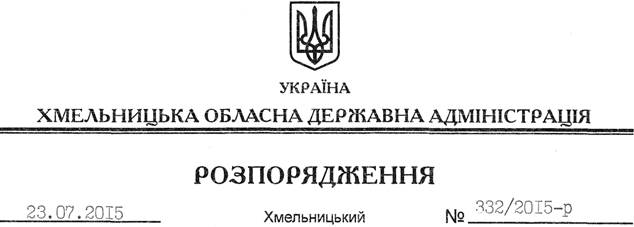 УКРАЇНА
ХМЕЛЬНИЦЬКА ОБЛАСНА ДЕРЖАВНА АДМІНІСТРАЦІЯ
РОЗПОРЯДЖЕННЯ
23.07.2015 Хмельницький № 332/2015-р